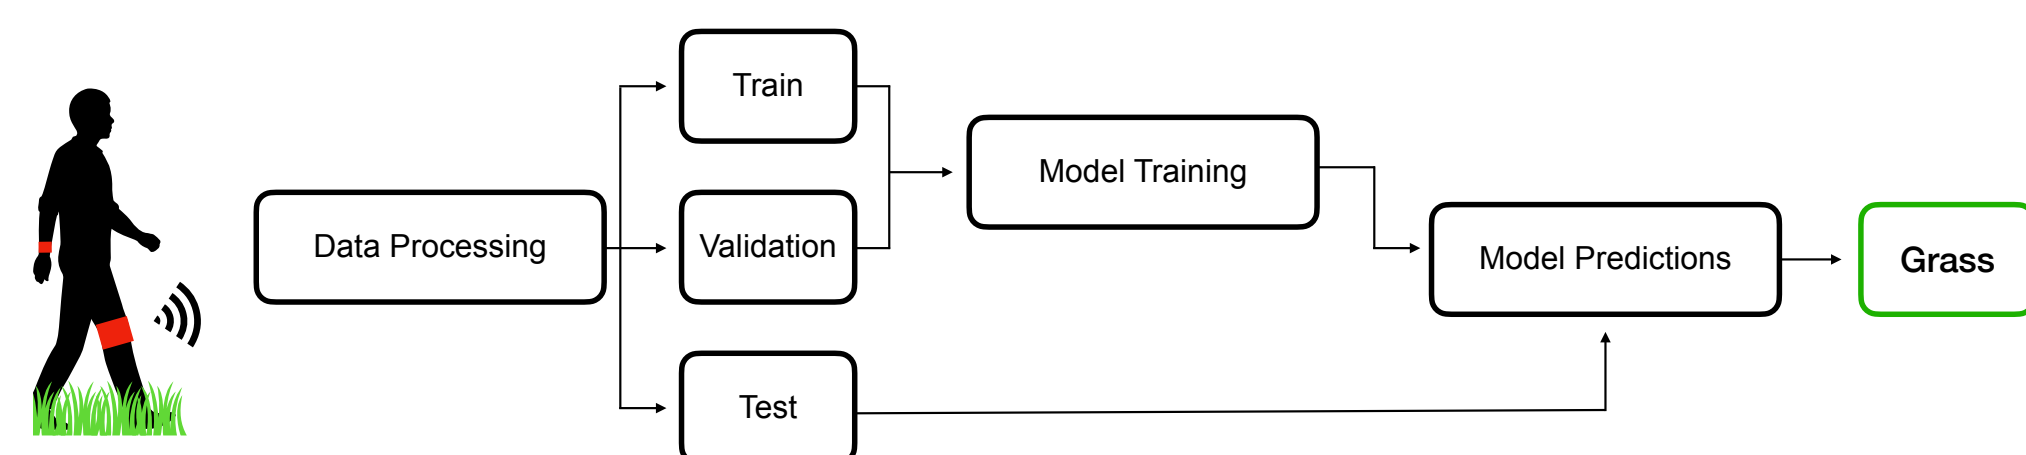 Train
Data Processing
Validation
Test
Model Training
Model Predictions
Grass